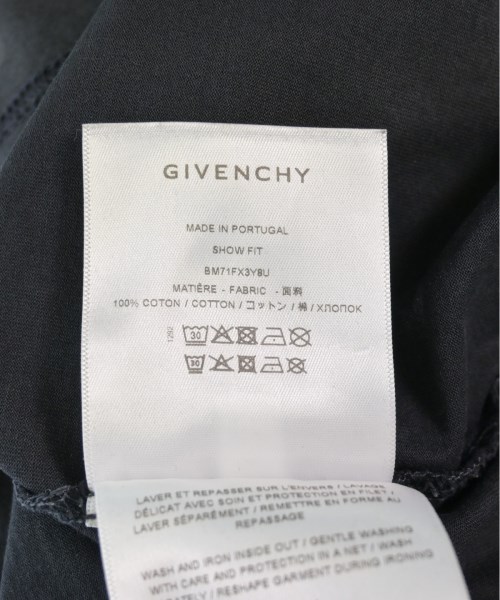 GIVENCHY
MADE IN PORTUGAL
SHOW FIT
BM71FX3Y8U
MATIÈRE - FABRIC - 面料
100% COTON / COTTON / コットン / 棉 / ХЛОПОК
1292
30
30
LAVER ET REPASSER SUR L'ENVERS / LAVAGE
DÉLICAT AVEC SOIN ET PROTECTION EN FILET /
LAVER SÉPARÉMENT / REMETTRE EN FORME AU
REPASSAGE
WASH AND IRON INSIDE OUT / GENTLE WASHING
WITH CARE AND PROTECTION IN A NET / WASH
RATELY / RESHAPE GARMENT DURING IRONING